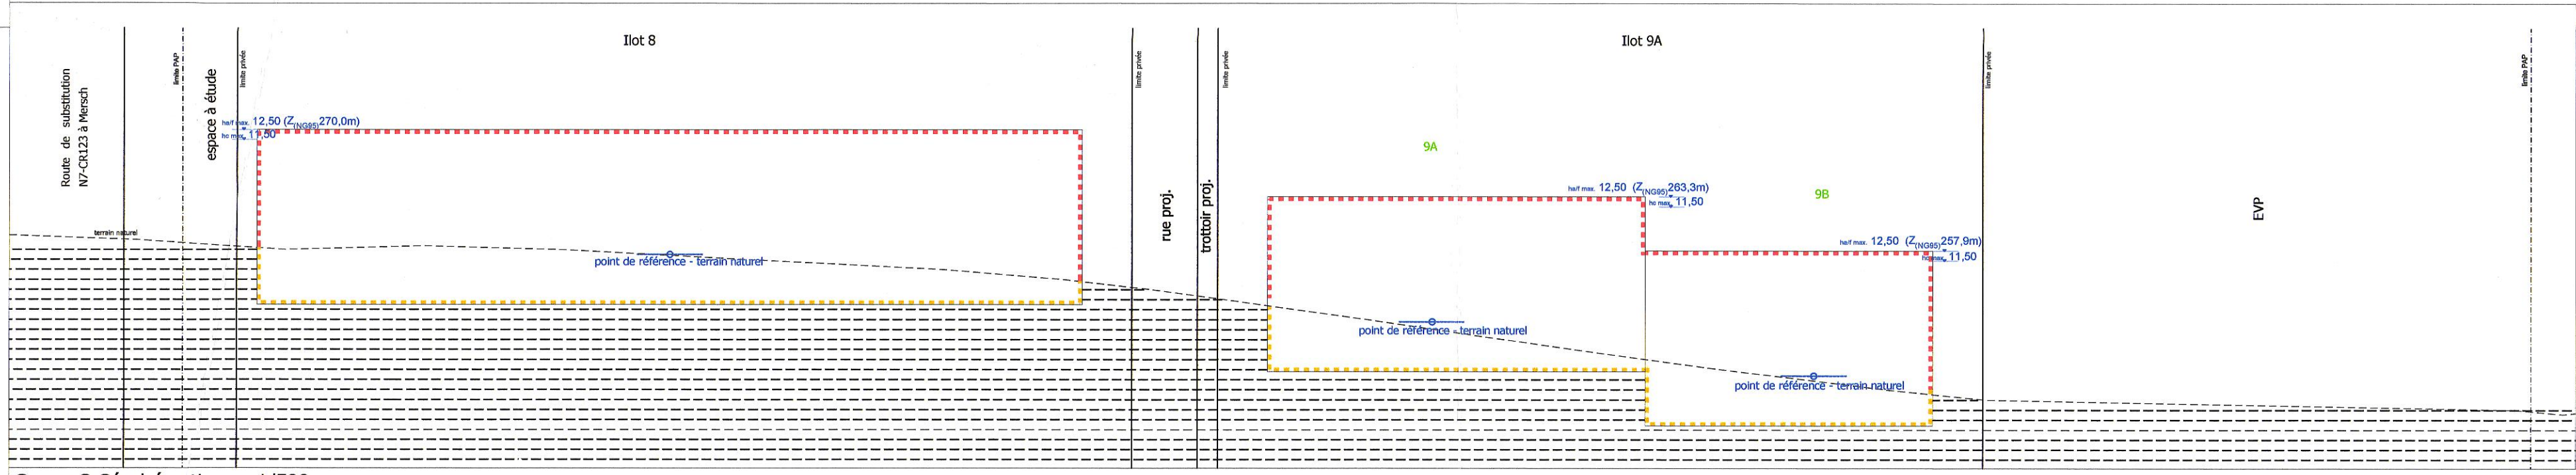 Route de substitution
N7-CR123 à Mersch
terrain naturel
limite PAP
espace à étude
limite privée
Ilot 8
ha/f max. 12,50 (Z(NG95)270,0m)
hc max. 11,50
point de référence - terrain naturel
limite privée
rue proj.
trottoir proj.
limite privée
Ilot 9A
9A
ha/f max. 12,50 (Z(NG95)263,3m)
hc max. 11,50
point de référence - terrain naturel
9B
ha/f max. 12,50 (Z(NG95)257,9m)
hc max. 11,50
point de référence - terrain naturel
limite privée
EVP
limite PAP